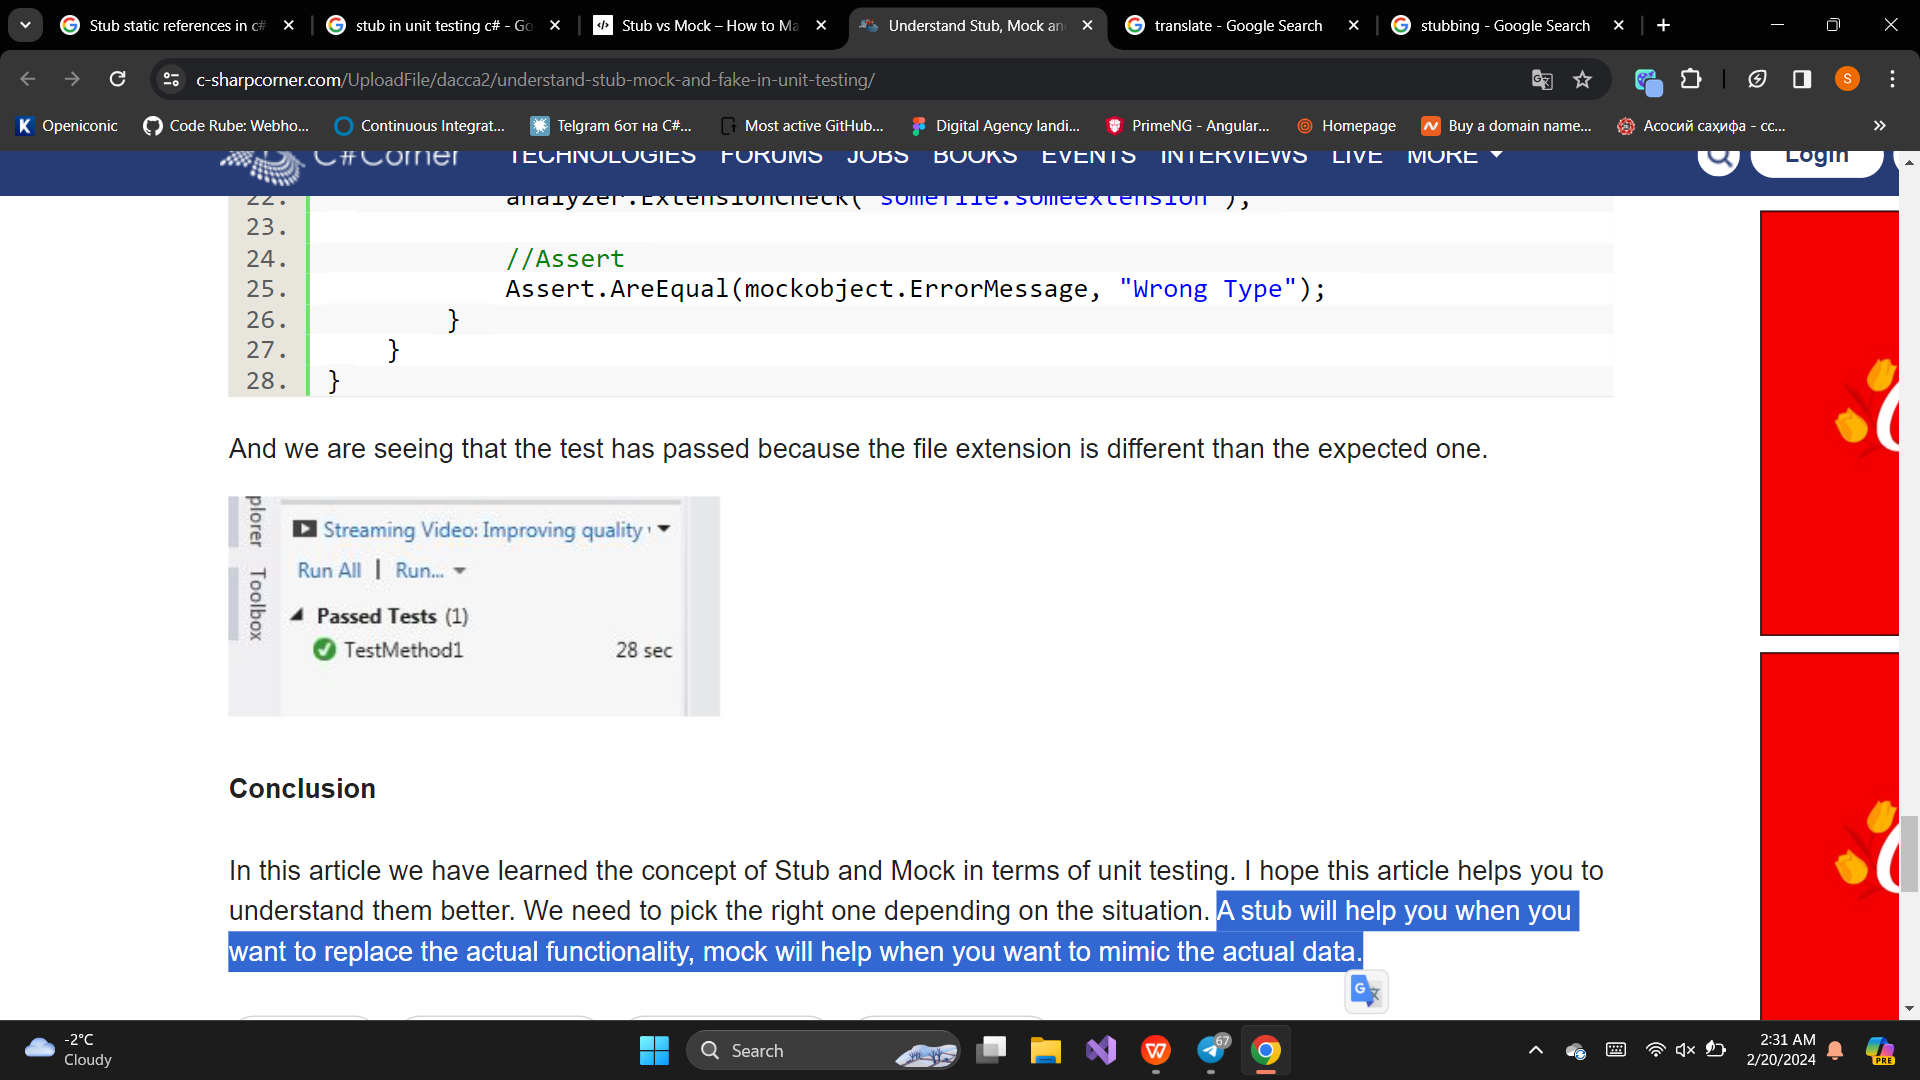 Stub static references in c#
stub in unit testing c# - Go
Stub vs Mock – How to Ma
Understand Stub, Mock an
translate - Google Search
stubbing - Google Search
c-sharpcorner.com/UploadFile/dacca2/understand-stub-mock-and-fake-in-unit-testing/
S
Openiconic
Code Rube: Webho...
Continuous Integrat...
Telgram бот на C#...
Most active GitHub...
Digital Agency landi...
PrimeNG - Angular...
Homepage
Buy a domain name...
Асосий саҳифа - cc...
C#Corner
TECHNOLOGIES FORUMS JOBS BOOKS EVENTS INTERVIEWS LIVE MORE
Login
22. analyzer.ExtensionCheck("somefile.someextension");
23.
24. //Assert
25. Assert.AreEqual(mockobject.ErrorMessage, "Wrong Type");
26. }
27. }
28. }
And we are seeing that the test has passed because the file extension is different than the expected one.
plorer
Toolbox
Streaming Video: Improving quality
Run All | Run...
Passed Tests (1)
TestMethod1 28 sec
Conclusion
In this article we have learned the concept of Stub and Mock in terms of unit testing. I hope this article helps you to
understand them better. We need to pick the right one depending on the situation. A stub will help you when you
want to replace the actual functionality, mock will help when you want to mimic the actual data.
-2°C
Cloudy
Search
67
2:31 AM
2/20/2024
PRE